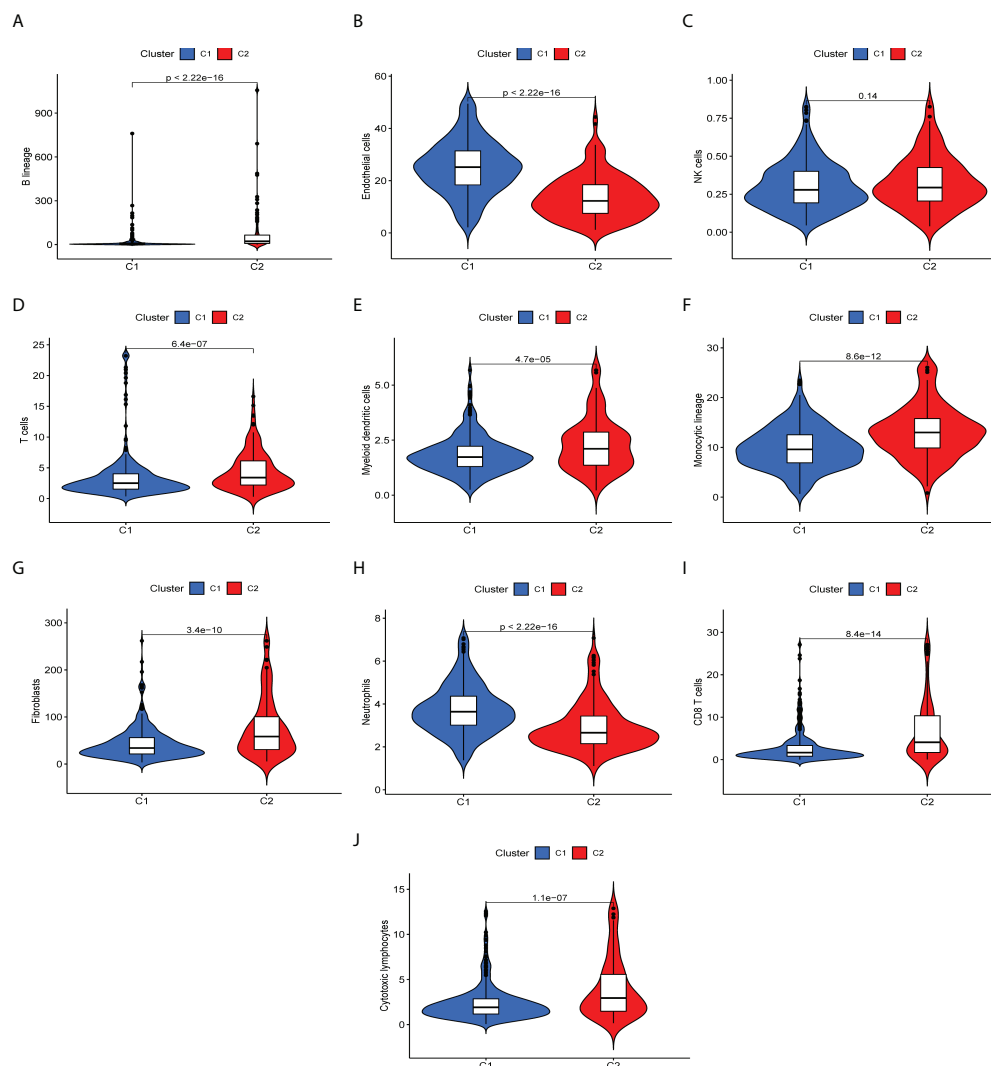 A
Cluster C1 C2
B lineage
900
600
300
0
p < 2.22e−16
C1 C2
B
Cluster C1 C2
Endothelial cells
60
40
20
0
p < 2.22e−16
C1 C2
C
Cluster C1 C2
NK cells
1.00
0.75
0.50
0.25
0.00
0.14
C1 C2
D
Cluster C1 C2
T cells
25
20
15
10
5
0
6.4e−07
C1 C2
E
Cluster C1 C2
Myeloid dendritic cells
5.0
2.5
0.0
4.7e−05
C1 C2
F
Cluster C1 C2
Monocytic lineage
30
20
10
0
8.6e−12
C1 C2
G
Cluster C1 C2
Fibroblasts
300
200
100
0
3.4e−10
C1 C2
H
Cluster C1 C2
Neutrophils
8
6
4
2
0
p < 2.22e−16
C1 C2
I
Cluster C1 C2
CD8 T cells
30
20
10
0
8.4e−14
C1 C2
J
Cluster C1 C2
Cytotoxic lymphocytes
15
10
5
0
1.1e−07
C1 C2